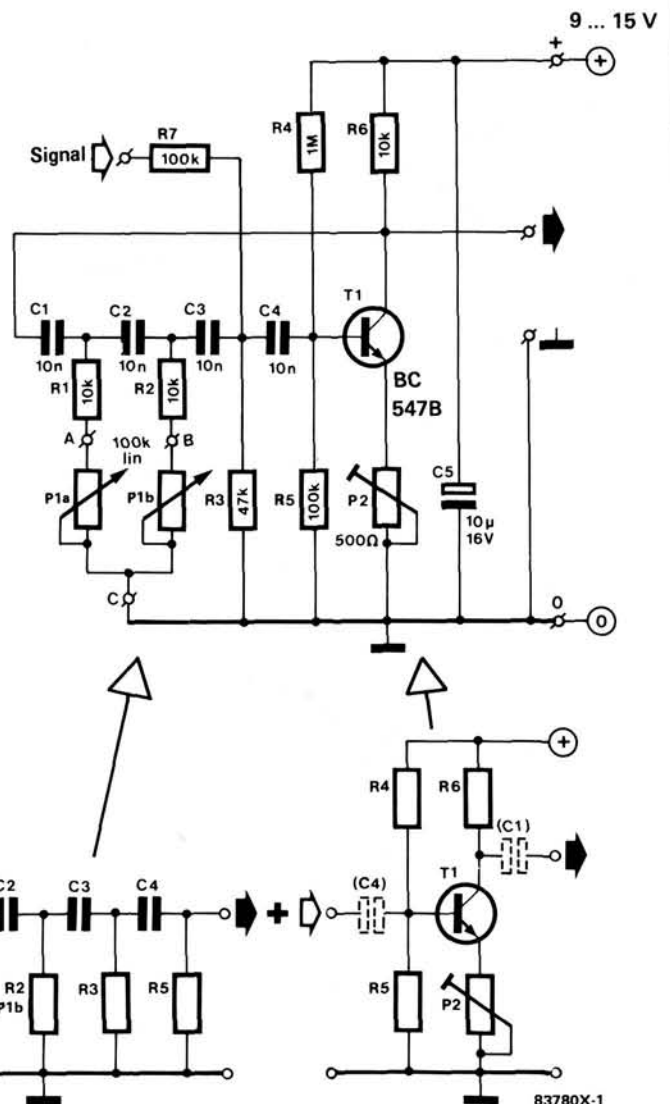 9 ... 15 V
+
+
R7
R4
R6
Signal
100k
1M
10k
C1
C2
C3
C4
T1
10n
10n
10n
10n
BC
547B
R1
10k
R2
10k
A
B
100k
lin
P1a
P1b
R3
47k
R5
100k
P2
500Ω
C5
10µ
16V
C
0
0
+
R4
R6
(C1)
C2
C3
C4
+
(C4)
T1
R2
P1b
R3
R5
R5
P2
83780X-1